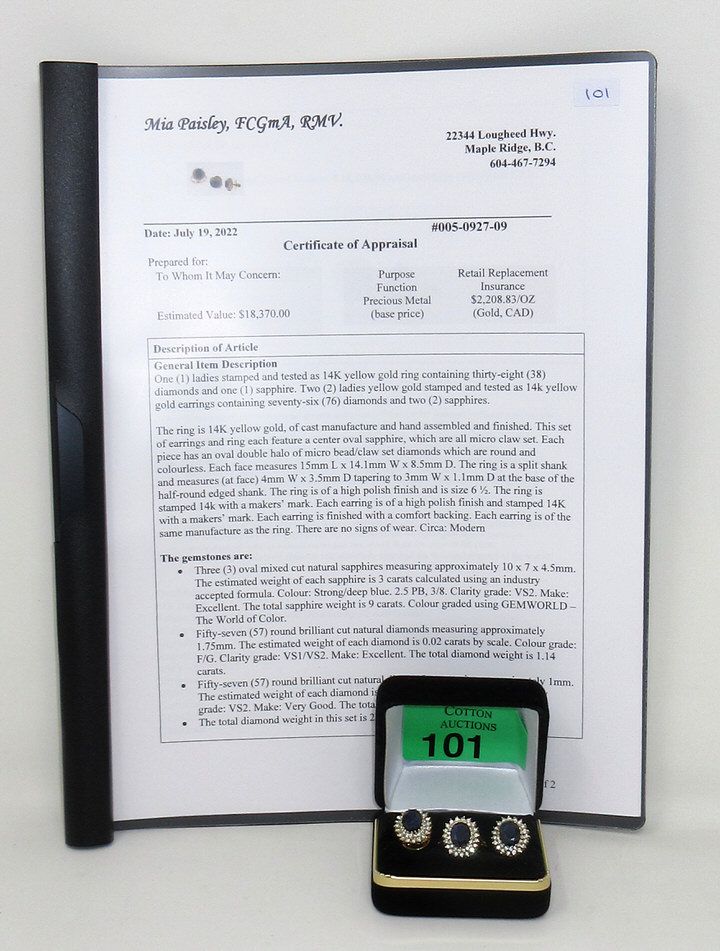 101
Mia Paisley, FCGmA, RMV.
22344 Lougheed Hwy.
Maple Ridge, B.C.
604-467-7294
Date: July 19, 2022
#005-0927-09
Certificate of Appraisal
Prepared for:
To Whom It May Concern:
Purpose
Retail Replacement
Function
Insurance
Precious Metal
$2,208.83/OZ
Estimated Value: $18,370.00
(base price)
(Gold, CAD)
Description of Article
General Item Description
One (1) ladies stamped and tested as 14K yellow gold ring containing thirty-eight (38)
diamonds and one (1) sapphire. Two (2) ladies yellow gold stamped and tested as 14k yellow
gold earrings containing seventy-six (76) diamonds and two (2) sapphires.
The ring is 14K yellow gold, of cast manufacture and hand assembled and finished. This set
of earrings and ring each feature a center oval sapphire, which are all micro claw set. Each
piece has an oval double halo of micro bead/claw set diamonds which are round and
colourless. Each face measures 15mm L x 14.1mm W x 8.5mm D. The ring is a split shank
and measures (at face) 4mm W x 3.5mm D tapering to 3mm W x 1.1mm D at the base of the
half-round edged shank. The ring is of a high polish finish and is size 6 ½. The ring is
stamped 14k with a makers' mark. Each earring is of a high polish finish and stamped 14K
with a makers' mark. Each earring is finished with a comfort backing. Each earring is of the
same manufacture as the ring. There are no signs of wear. Circa: Modern
The gemstones are:
• Three (3) oval mixed cut natural sapphires measuring approximately 10 x 7 x 4.5mm.
The estimated weight of each sapphire is 3 carats calculated using an industry
accepted formula. Colour: Strong/deep blue. 2.5 PB, 3/8. Clarity grade: VS2. Make:
Excellent. The total sapphire weight is 9 carats. Colour graded using GEMWORLD –
The World of Color.
• Fifty-seven (57) round brilliant cut natural diamonds measuring approximately
1.75mm. The estimated weight of each diamond is 0.02 carats by scale. Colour grade:
F/G. Clarity grade: VS1/VS2. Make: Excellent. The total diamond weight is 1.14
carats.
• Fifty-seven (57) round brilliant cut natural 1mm.
The estimated weight of each diamond is
grade: VS2. Make: Very Good. The
• The total diamond weight in this set is 2
f 2
COTTON
AUCTIONS
101